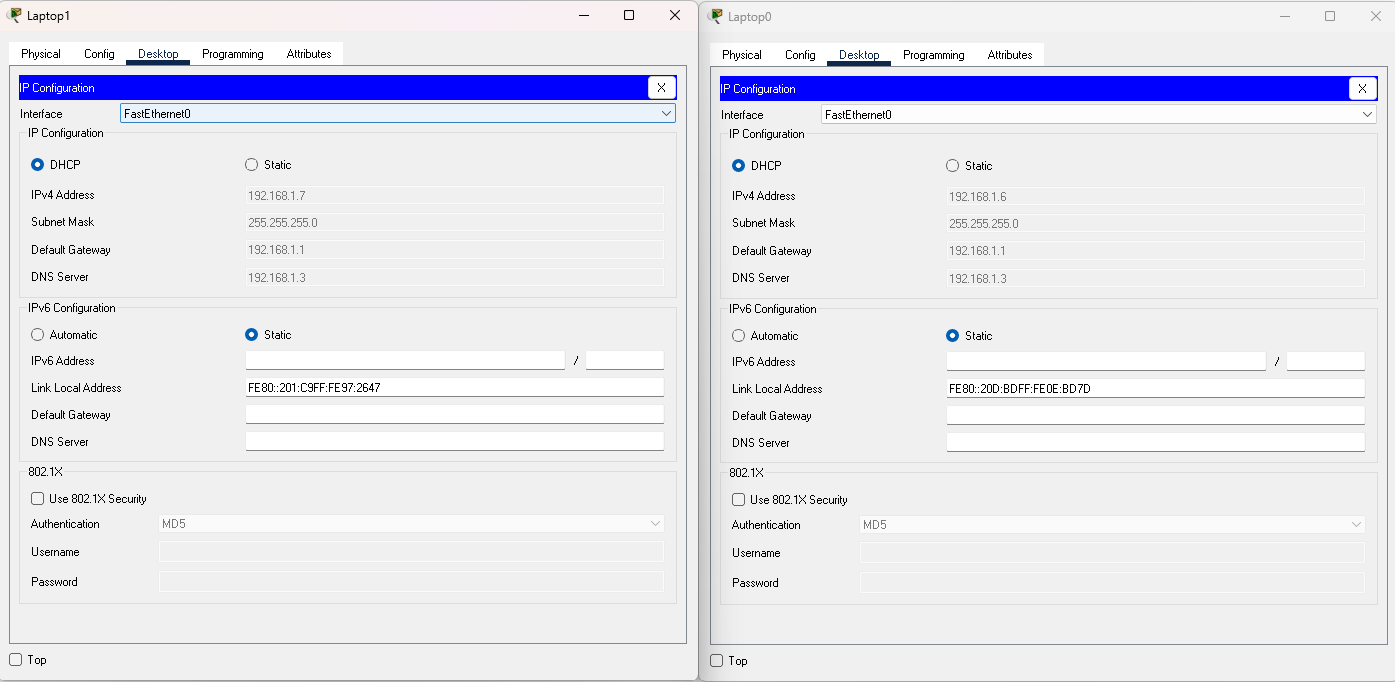 Laptop1
Physical Config Desktop Programming Attributes
IP Configuration X
Interface FastEthernet0
IP Configuration
DHCP Static
IPv4 Address 192.168.1.7
Subnet Mask 255.255.255.0
Default Gateway 192.168.1.1
DNS Server 192.168.1.3
IPv6 Configuration
Automatic Static
IPv6 Address /
Link Local Address FE80::201:C9FF:FE97:2647
Default Gateway
DNS Server
802.1X
Use 802.1X Security
Authentication MD5
Username
Password
Top
Laptop0
Physical Config Desktop Programming Attributes
IP Configuration X
Interface FastEthernet0
IP Configuration
DHCP Static
IPv4 Address 192.168.1.6
Subnet Mask 255.255.255.0
Default Gateway 192.168.1.1
DNS Server 192.168.1.3
IPv6 Configuration
Automatic Static
IPv6 Address /
Link Local Address FE80::20D:BDFF:FE0E:BD7D
Default Gateway
DNS Server
802.1X
Use 802.1X Security
Authentication MD5
Username
Password
Top